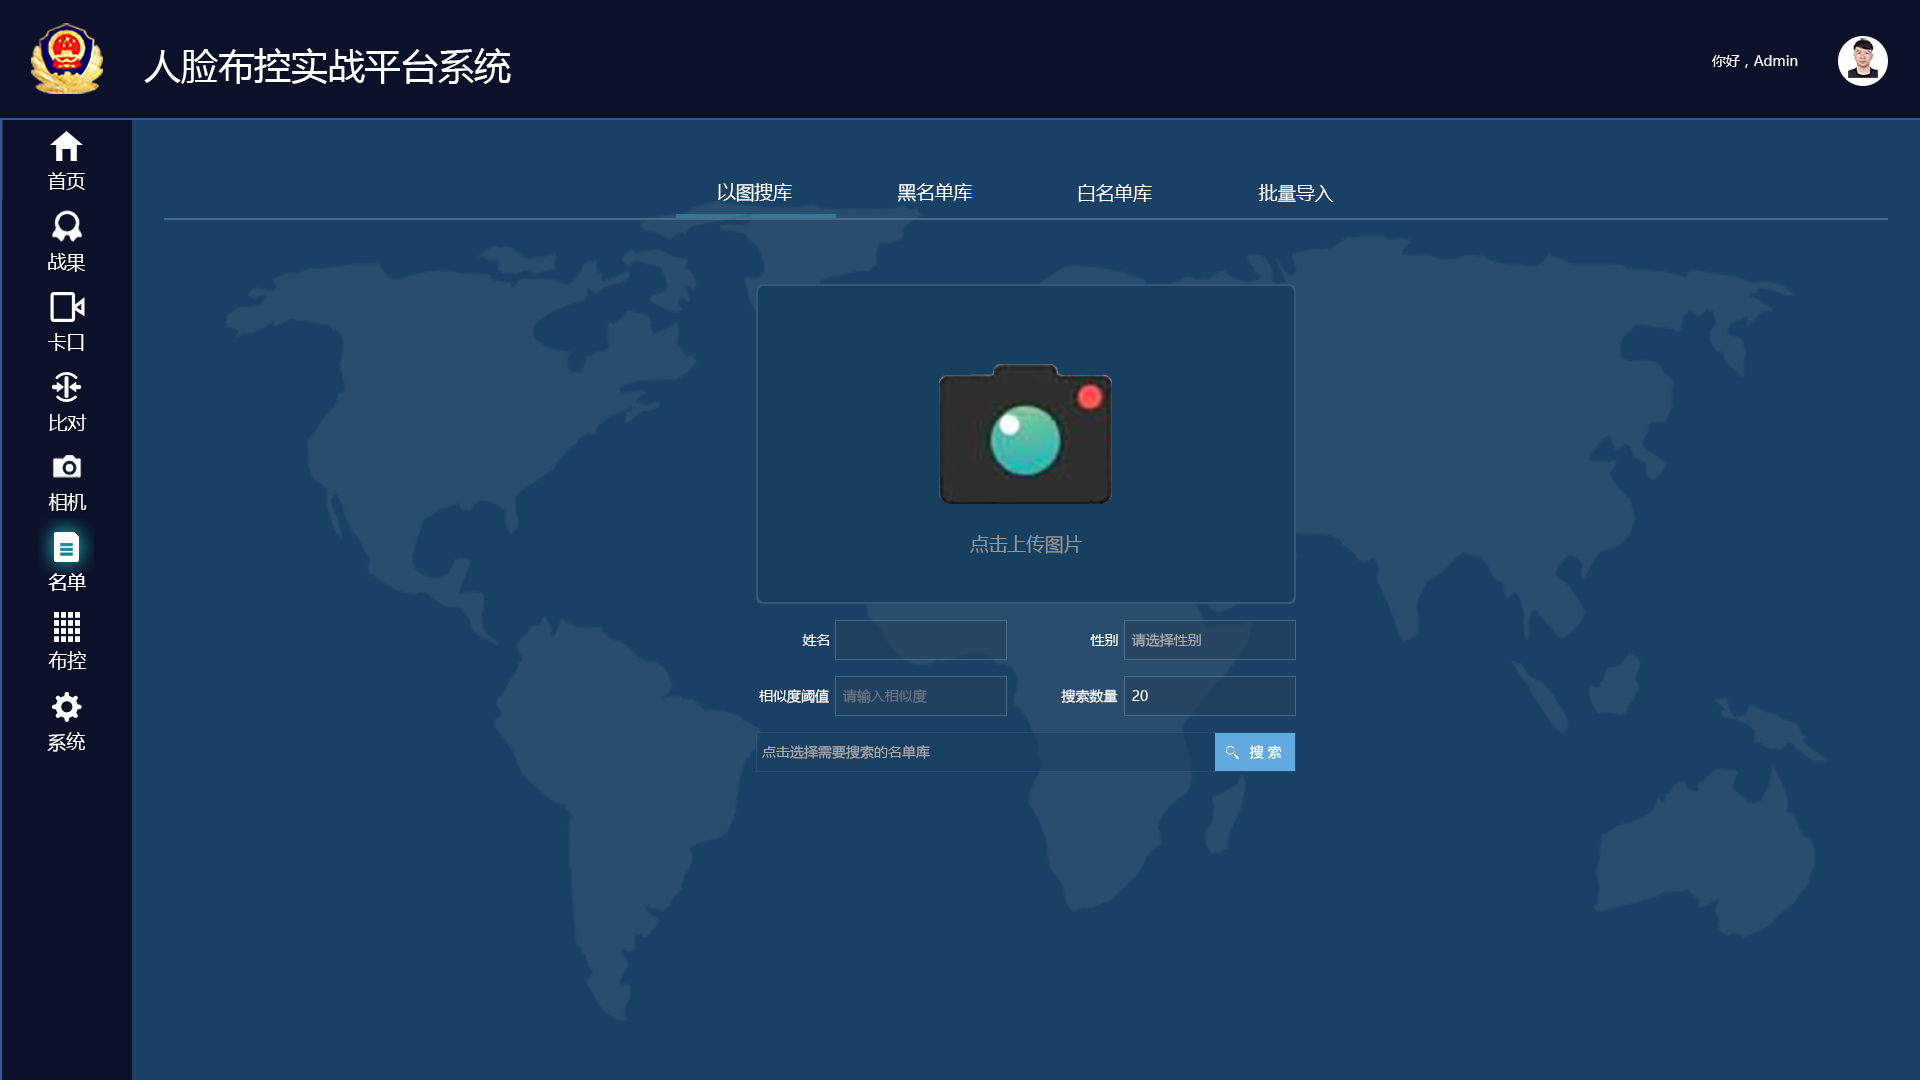 人脸布控实战平台系统
你好，Admin
首页
战果
卡口
比对
相机
名单
布控
系统
以图搜库
黑名单库
白名单库
批量导入
点击上传图片
姓名
性别 请选择性别
相似度阈值 请输入相似度
搜索数量 20
点击选择需要搜索的名单库
搜 索